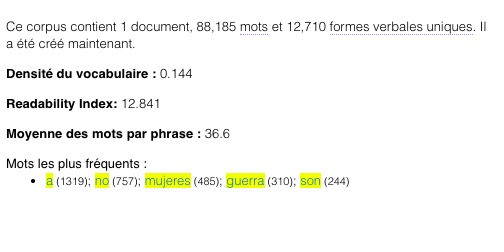 Ce corpus contient 1 document, 88,185 mots et 12,710 formes verbales uniques. Il
a été créé maintenant.
Densité du vocabulaire : 0.144
Readability Index: 12.841
Moyenne des mots par phrase : 36.6
Mots les plus fréquents :
• a (1319); no (757); mujeres (485); guerra (310); son (244)